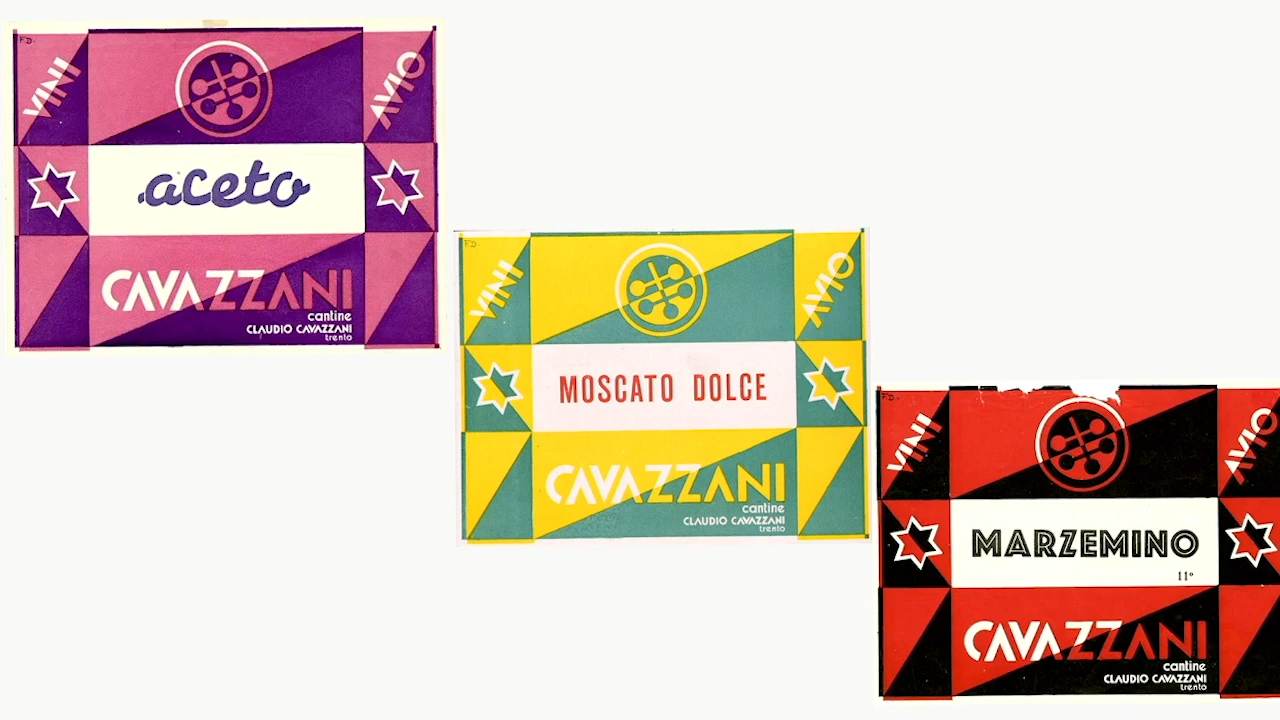 F.D.
VINI
AVIO
aceto
CAVAZZANI
cantine
CLAUDIO CAVAZZANI
trento
F.D.
VINI
AVIO
MOSCATO DOLCE
CAVAZZANI
cantine
CLAUDIO CAVAZZANI
trento
F.D.
VINI
AVIO
MARZEMINO
11°
CAVAZZANI
cantine
CLAUDIO CAVAZZANI
trento